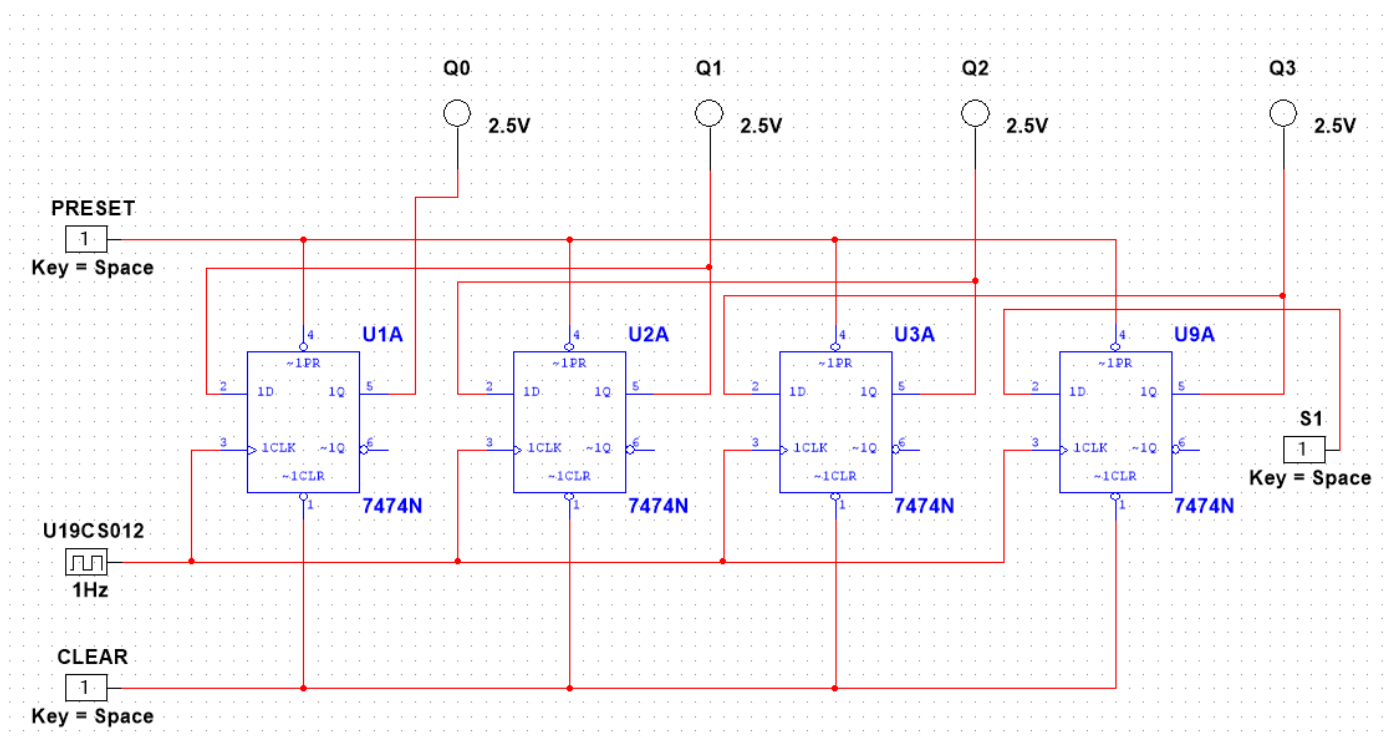 Q0
Q1
Q2
Q3
2.5V
2.5V
2.5V
2.5V
PRESET
1
Key = Space
U1A
U2A
U3A
U9A
4
4
4
4
~1PR
~1PR
~1PR
~1PR
2
1D
1Q
5
2
1D
1Q
5
2
1D
1Q
5
2
1D
1Q
5
S1
1
Key = Space
3
1CLK
~1Q
6
3
1CLK
~1Q
6
3
1CLK
~1Q
6
3
1CLK
~1Q
6
~1CLR
~1CLR
~1CLR
~1CLR
1
1
1
1
7474N
7474N
7474N
7474N
U19CS012
1Hz
CLEAR
1
Key = Space